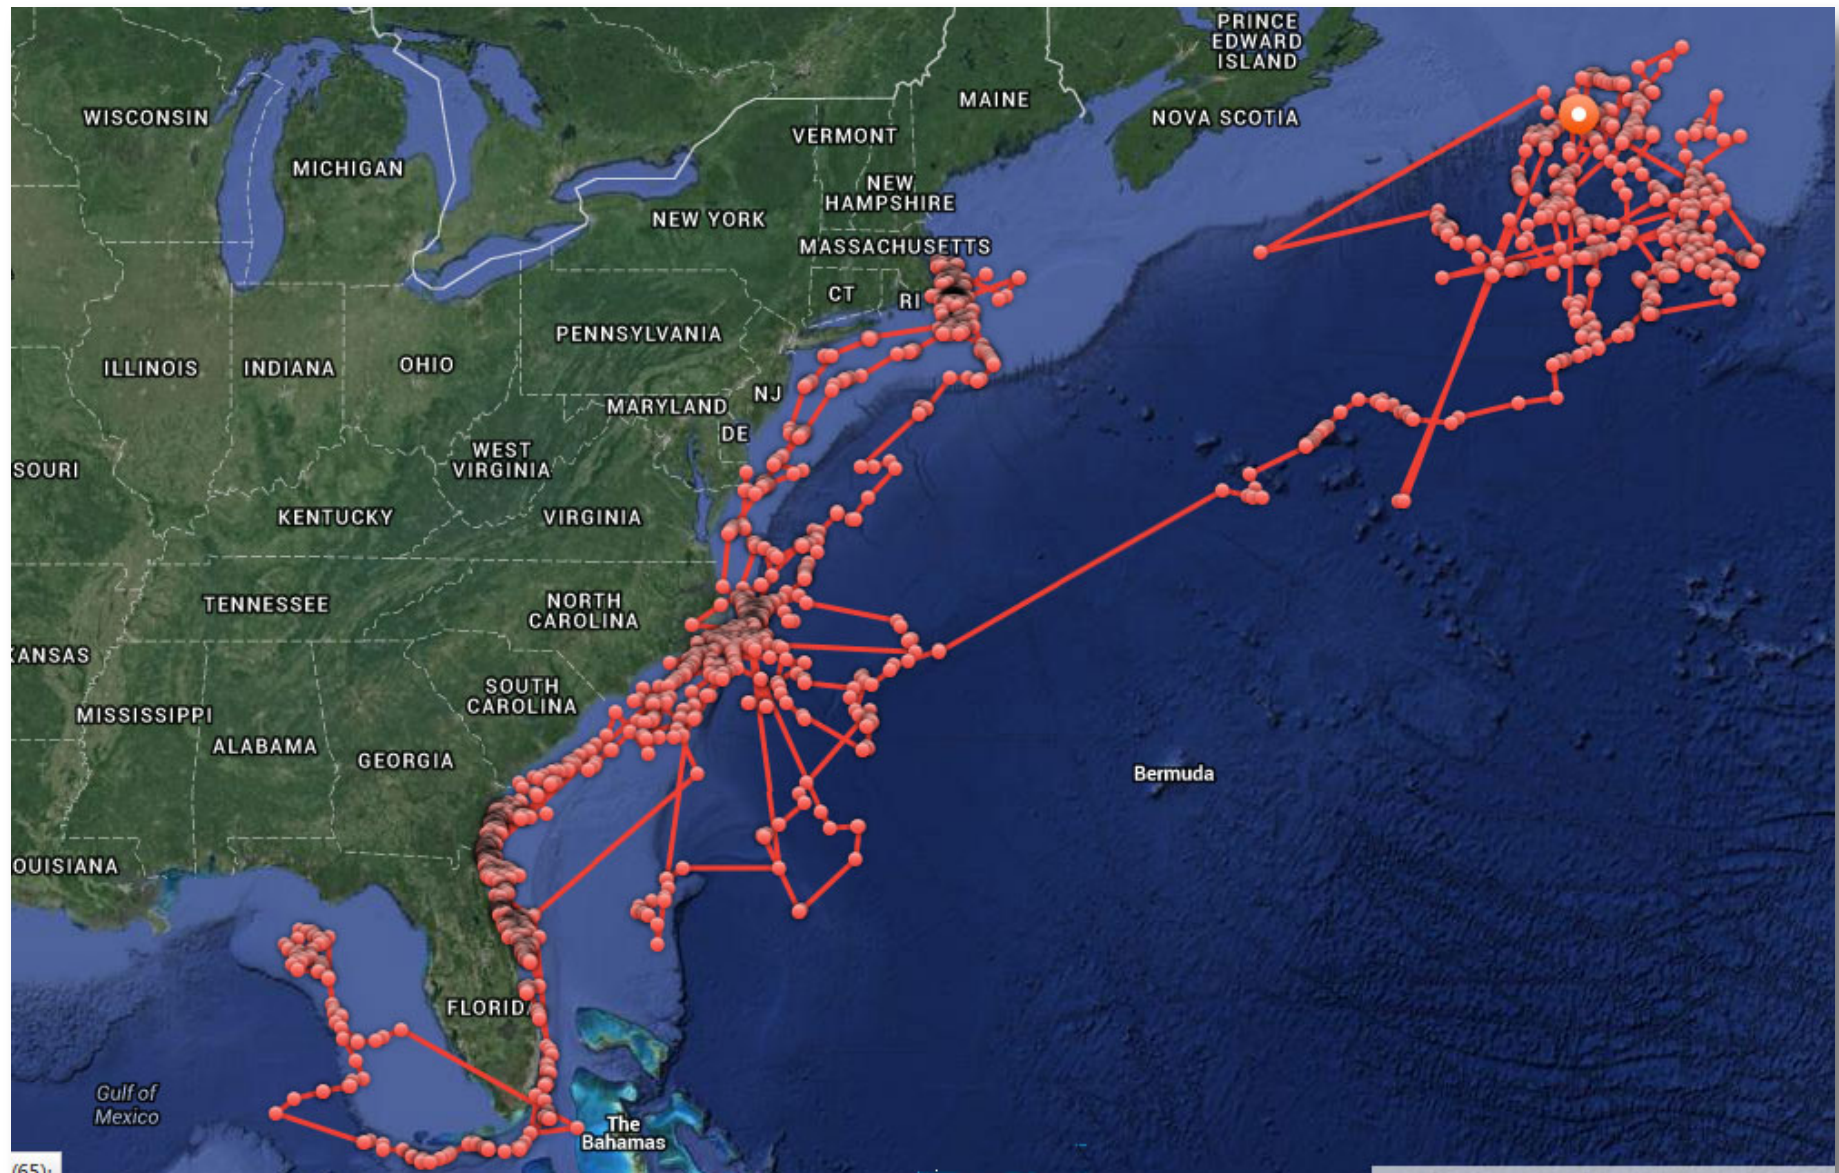 PRINCE
EDWARD
ISLAND
MAINE
NOVA SCOTIA
WISCONSIN
VERMONT
MICHIGAN
NEW
HAMPSHIRE
NEW YORK
MASSACHUSETTS
CT
RI
PENNSYLVANIA
ILLINOIS
INDIANA
OHIO
NJ
MARYLAND
DE
WEST
VIRGINIA
SOURI
KENTUCKY
VIRGINIA
TENNESSEE
NORTH
CAROLINA
KANSAS
SOUTH
CAROLINA
MISSISSIPPI
ALABAMA
GEORGIA
Bermuda
OUISIANA
FLORIDA
Gulf of
Mexico
The
Bahamas
(65):